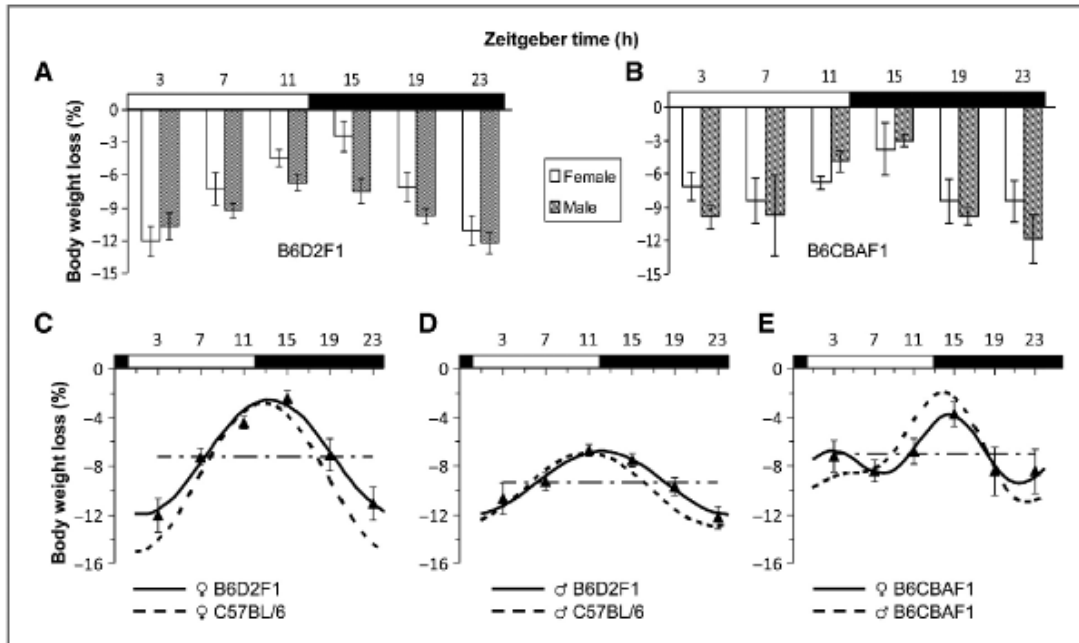 Zeitgeber time (h)
A
3 7 11 15 19 23
Body weight loss (%)
0
−3
−6
−9
−12
−15
B6D2F1
Female
Male
B
3 7 11 15 19 23
0
−3
−6
−9
−12
−15
B6CBAF1
C
3 7 11 15 19 23
Body weight loss (%)
0
−4
−8
−12
−16
♀ B6D2F1
♀ C57BL/6
D
3 7 11 15 19 23
0
−4
−8
−12
−16
♂ B6D2F1
♂ C57BL/6
E
3 7 11 15 19 23
0
−4
−8
−12
−16
♀ B6CBAF1
♂ B6CBAF1